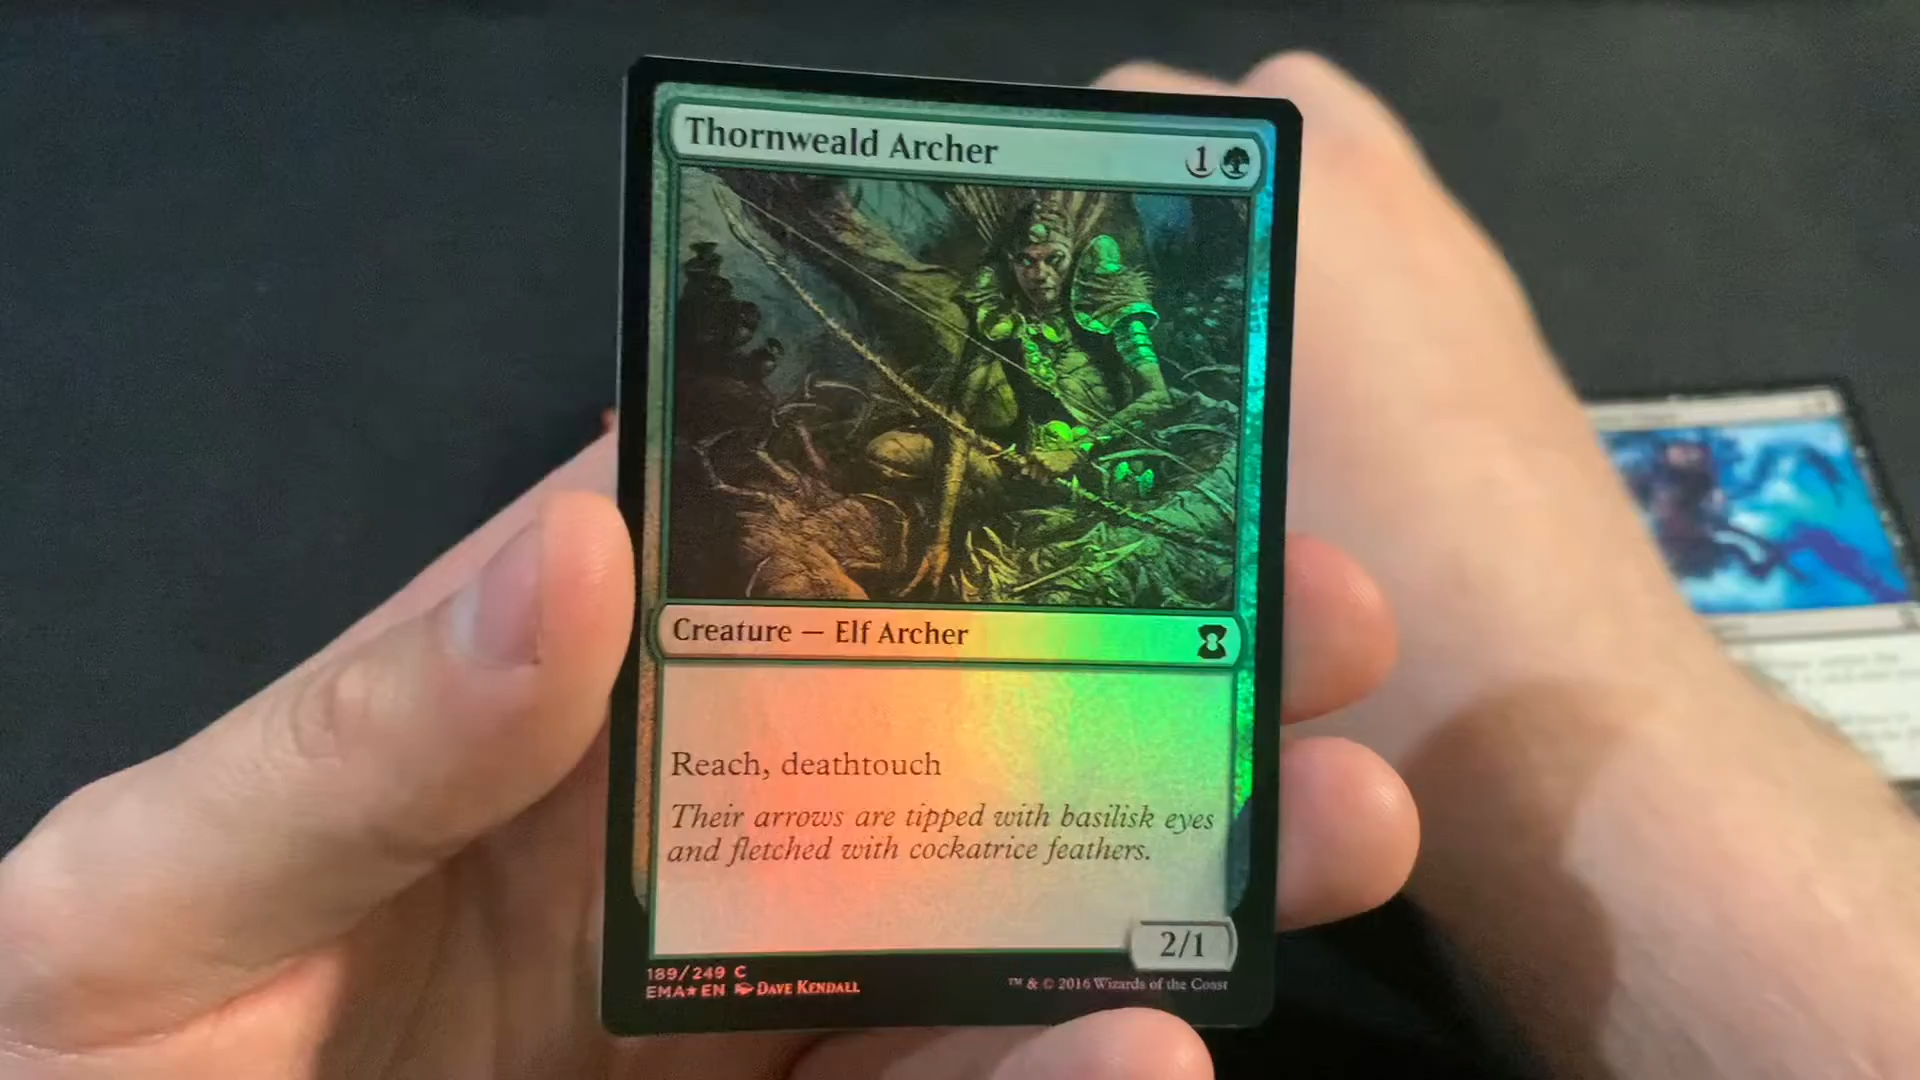 Thornweald Archer 1
Creature — Elf Archer
Reach, deathtouch
Their arrows are tipped with basilisk eyes
and fletched with cockatrice feathers.
2/1
189/249 C
EMA★EN DAVE KENDALL
™ & © 2016 Wizards of the Coast